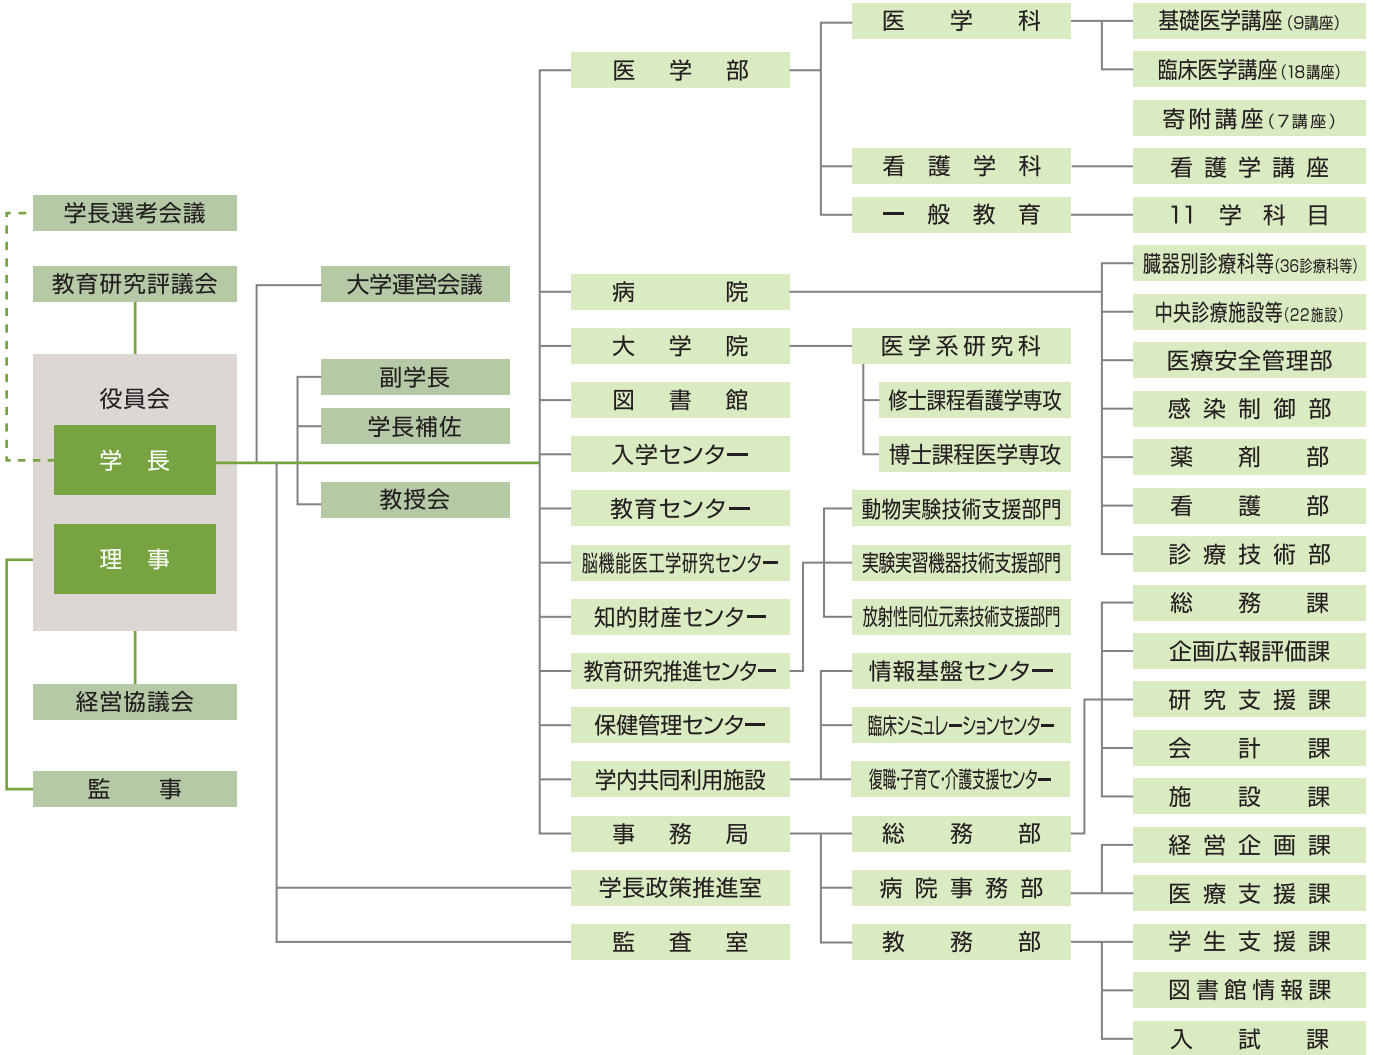 学長選考会議
教育研究評議会
役員会
学　長
理　事
経営協議会
監　事
大学運営会議
副学長
学長補佐
教授会
医学部
病院
大学院
図書館
入学センター
教育センター
脳機能医工学研究センター
知的財産センター
教育研究推進センター
保健管理センター
学内共同利用施設
事務局
学長政策推進室
監査室
医学科
看護学科
一般教育
医学系研究科
修士課程看護学専攻
博士課程医学専攻
動物実験技術支援部門
実験実習機器技術支援部門
放射性同位元素技術支援部門
情報基盤センター
臨床シミュレーションセンター
復職・子育て・介護支援センター
総務部
病院事務部
教務部
基礎医学講座（9講座）
臨床医学講座（18講座）
寄附講座（7講座）
看護学講座
11学科目
臓器別診療科等（36診療科等）
中央診療施設等（22施設）
医療安全管理部
感染制御部
薬剤部
看護部
診療技術部
総務課
企画広報評価課
研究支援課
会計課
施設課
経営企画課
医療支援課
学生支援課
図書館情報課
入試課